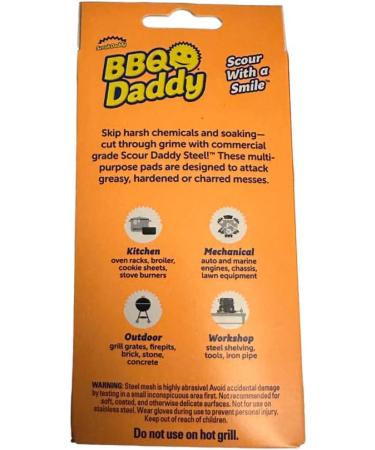 Scrub Daddy
BBQ
Daddy
Scour
With a
Smile™
Skip harsh chemicals and soaking—
cut through grime with commercial
grade Scour Daddy Steel!™ These multi-
purpose pads are designed to attack
greasy, hardened or charred messes.
Kitchen
oven racks, broiler,
cookie sheets,
stove burners
Mechanical
auto and marine
engines, chassis,
lawn equipment
Outdoor
grill grates, firepits,
brick, stone,
concrete
Workshop
steel shelving,
tools, iron pipe
WARNING: Steel mesh is highly abrasive! Avoid accidental damage
by testing in a small inconspicuous area first. Not recommended for
soft, coated, and otherwise delicate surfaces. Not for use on
stainless steel. Wear gloves during use to prevent personal injury.
Keep out of reach of children.
Do not use on hot grill.